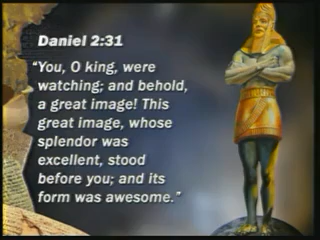 Daniel 2:31
"You, O king, were
watching; and behold,
a great image! This
great image, whose
splendor was
excellent, stood
before you; and its
form was awesome."